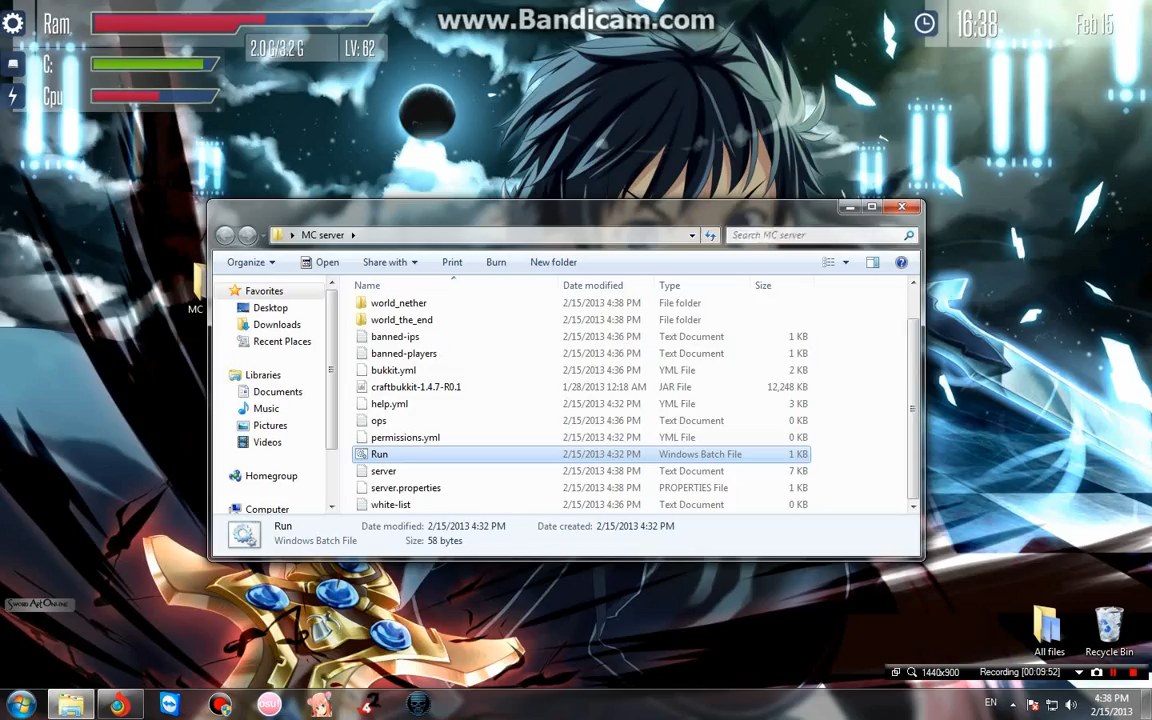 www.Bandicam.com
Ram
2.0 G/3.2 G
LV: 62
C:
Cpu
16:38
Feb 15
MC server
Search MC server
Organize
Open
Share with
Print
Burn
New folder
Favorites
Desktop
Downloads
Recent Places
Libraries
Documents
Music
Pictures
Videos
Homegroup
Computer
Name Date modified Type Size
world_nether 2/15/2013 4:38 PM File folder
world_the_end 2/15/2013 4:38 PM File folder
banned-ips 2/15/2013 4:36 PM Text Document 1 KB
banned-players 2/15/2013 4:36 PM Text Document 1 KB
bukkit.yml 2/15/2013 4:36 PM YML File 2 KB
craftbukkit-1.4.7-R0.1 1/28/2013 12:18 AM JAR File 12,248 KB
help.yml 2/15/2013 4:36 PM YML File 3 KB
ops 2/15/2013 4:36 PM Text Document 0 KB
permissions.yml 2/15/2013 4:32 PM YML File 0 KB
Run 2/15/2013 4:32 PM Windows Batch File 1 KB
server 2/15/2013 4:38 PM Text Document 7 KB
server.properties 2/15/2013 4:38 PM PROPERTIES File 1 KB
white-list 2/15/2013 4:36 PM Text Document 0 KB
Run
Date modified: 2/15/2013 4:32 PM
Date created: 2/15/2013 4:32 PM
Windows Batch File
Size: 58 bytes
MC
Sword Art Online
All files
Recycle Bin
1440x900
Recording [00:09:52]
osu!
EN
4:38 PM
2/15/2013